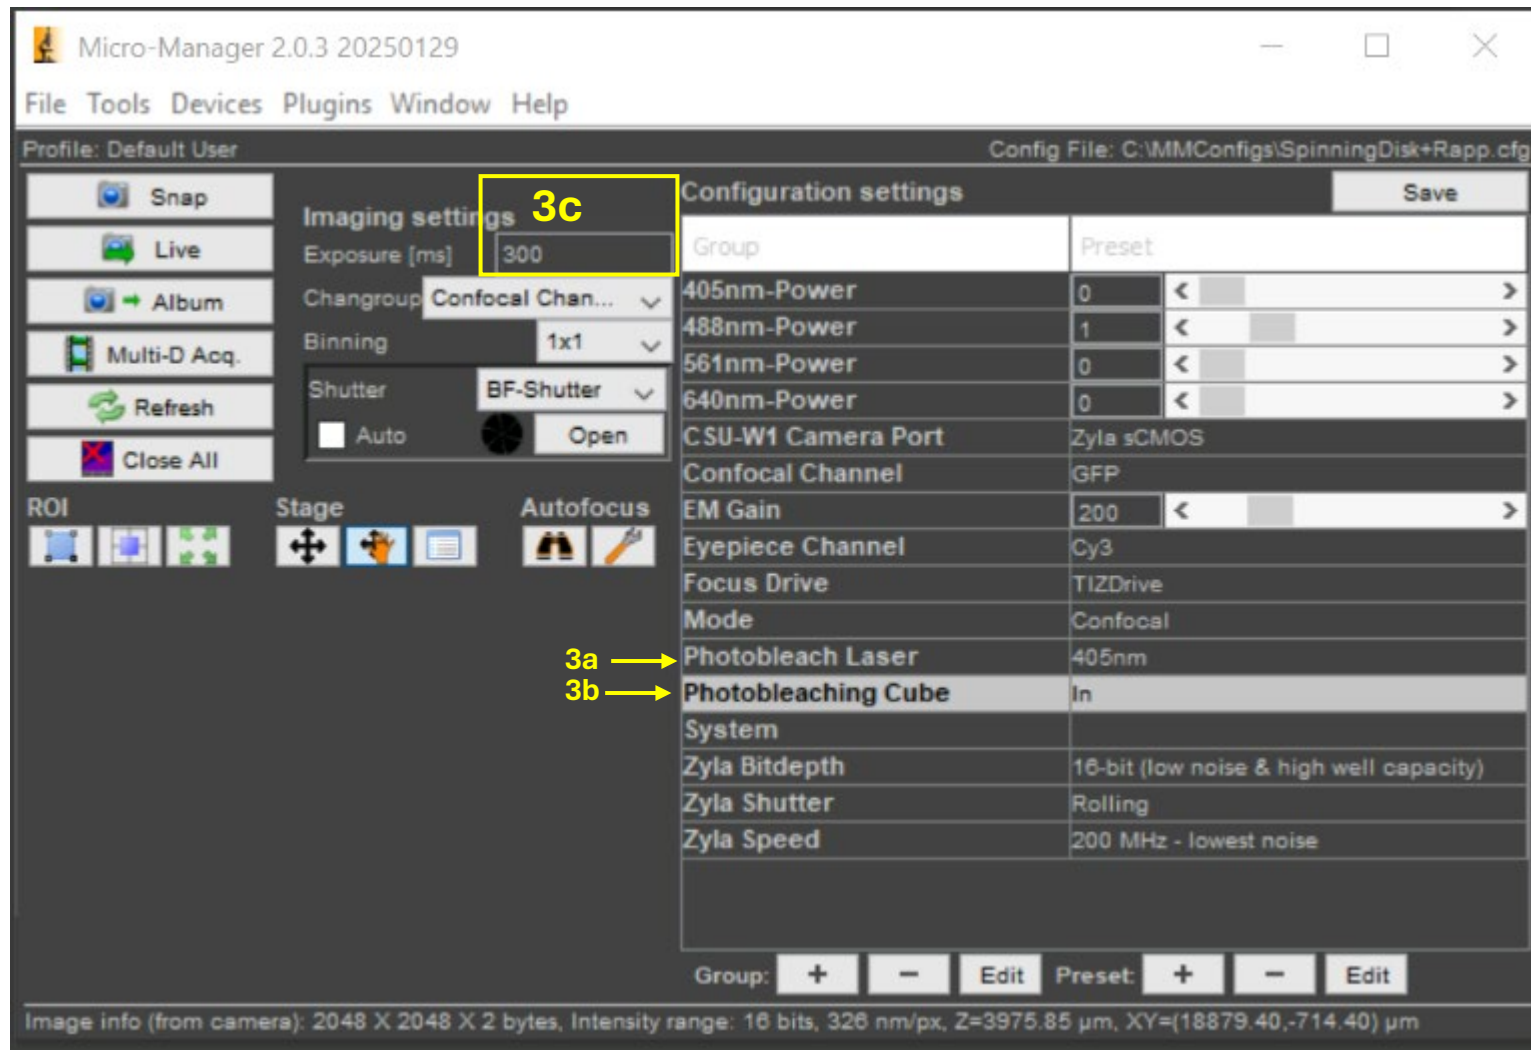 Micro-Manager 2.0.3 20250129
File Tools Devices Plugins Window Help
Profile: Default User
Config File: C:\MMConfigs\SpinningDisk+Rapp.cfg
Snap
Live
Album
Multi-D Acq.
Refresh
Close All
3c
Imaging settings
Exposure [ms] 300
Changroup Confocal Chan...
Binning 1x1
Shutter BF-Shutter
Auto Open
ROI Stage Autofocus
Configuration settings Save
Group Preset
405nm-Power 0
488nm-Power 1
561nm-Power 0
640nm-Power 0
CSU-W1 Camera Port Zyla sCMOS
Confocal Channel GFP
EM Gain 200
Eyepiece Channel Cy3
Focus Drive TIZDrive
Mode Confocal
3a Photobleach Laser 405nm
3b Photobleaching Cube In
System
Zyla Bitdepth 16-bit (low noise & high well capacity)
Zyla Shutter Rolling
Zyla Speed 200 MHz - lowest noise
Group: + − Edit Preset: + − Edit
Image info (from camera): 2048 X 2048 X 2 bytes, Intensity range: 16 bits, 326 nm/px, Z=3975.85 µm, XY=(18879.40,-714.40) µm